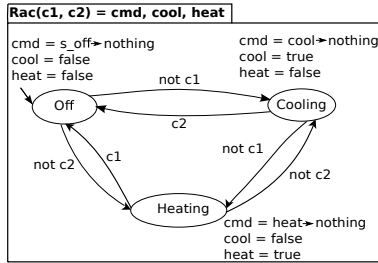 Rac(c1, c2) = cmd, cool, heat
cmd = s_off→nothing
cool = false
heat = false
cmd = cool→nothing
cool = true
heat = false
not c1
Off
Cooling
c2
not c2
c1
not c1
not c2
Heating
cmd = heat→nothing
cool = false
heat = true